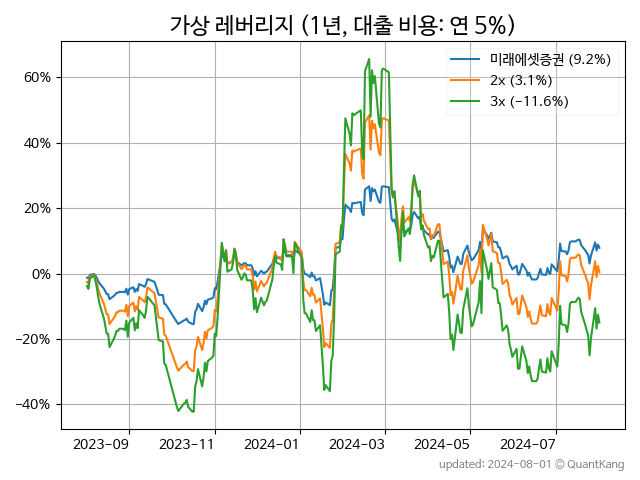 가상 레버리지 (1년, 대출 비용: 연 5%)
미래에셋증권 (9.2%)
2x (3.1%)
3x (−11.6%)
60%
40%
20%
0%
−20%
−40%
2023-09
2023-11
2024-01
2024-03
2024-05
2024-07
updated: 2024-08-01 © QuantKang